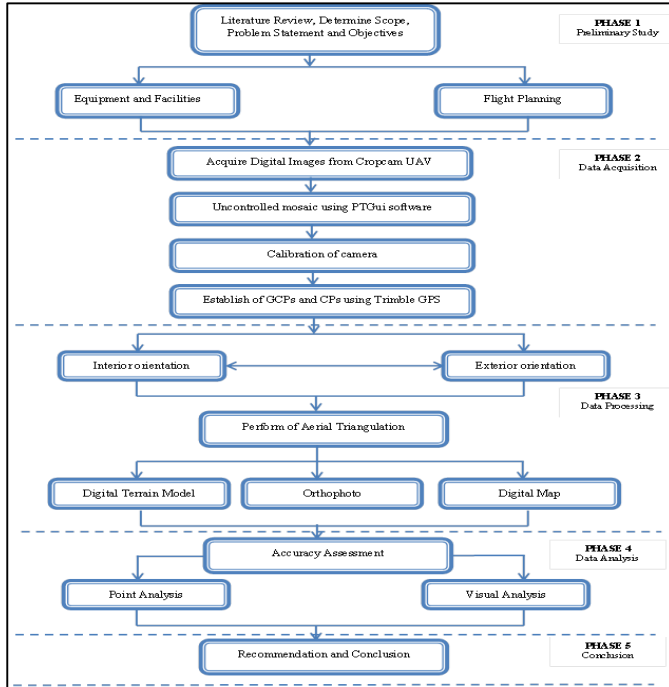 Literature Review, Determine Scope,
Problem Statement and Objectives
PHASE 1
Preliminary Study
Equipment and Facilities
Flight Planning
Acquire Digital Images from Cropcam UAV
PHASE 2
Data Acquisition
Uncontrolled mosaic using PTGui software
Calibration of camera
Establish of GCPs and CPs using Trimble GPS
Interior orientation
Exterior orientation
PHASE 3
Data Processing
Perform of Aerial Triangulation
Digital Terrain Model
Orthophoto
Digital Map
Accuracy Assessment
PHASE 4
Data Analysis
Point Analysis
Visual Analysis
PHASE 5
Conclusion
Recommendation and Conclusion